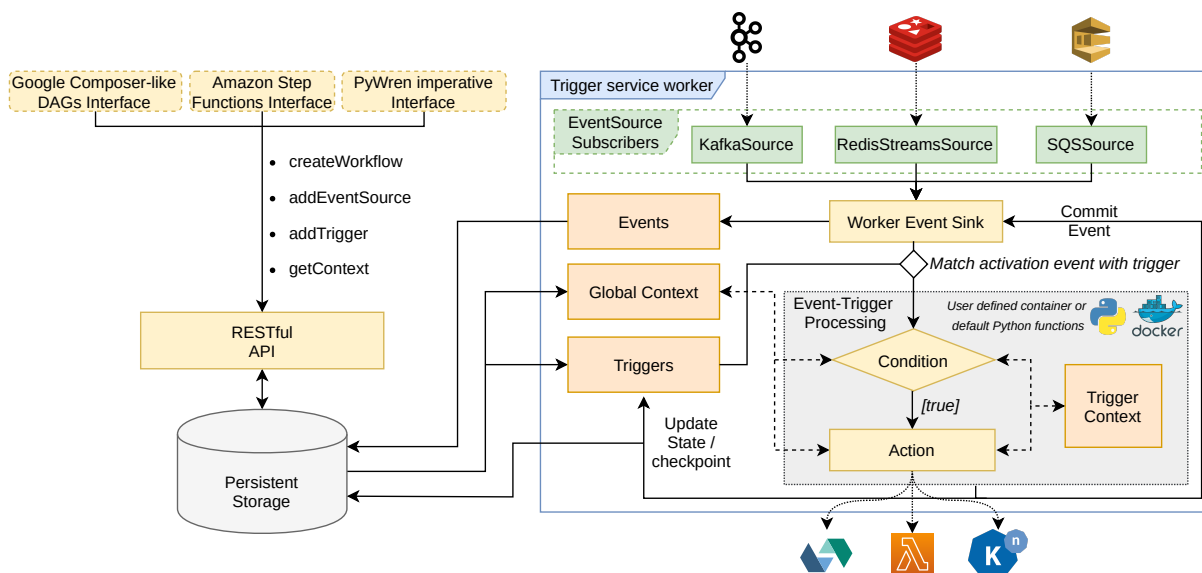 Google Composer-like
DAGs Interface
Amazon Step
Functions Interface
PyWren imperative
Interface
createWorkflow
addEventSource
addTrigger
getContext
RESTful
API
Persistent
Storage
Trigger service worker
EventSource
Subscribers
KafkaSource
RedisStreamsSource
SQSSource
Events
Worker Event Sink
Commit
Event
Match activation event with trigger
Global Context
Event-Trigger
Processing
User defined container or
default Python functions
docker
Triggers
Condition
[true]
Trigger
Context
Update
State /
checkpoint
Action
K
n